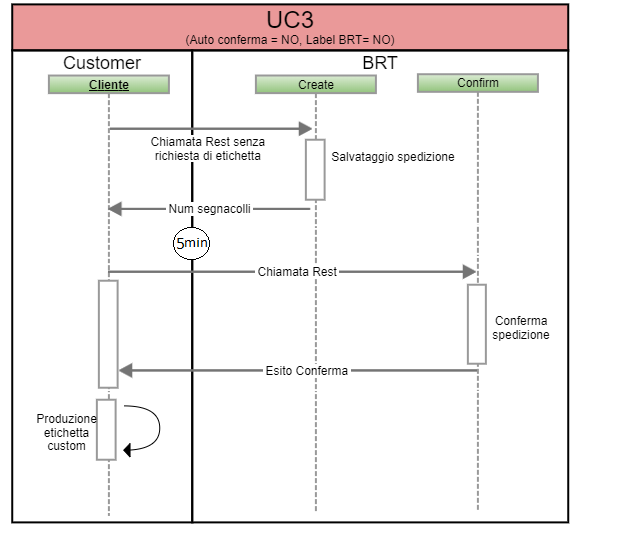 UC3
(Auto conferma = NO, Label BRT= NO)
Customer
BRT
Cliente
Create
Confirm
Chiamata Rest senza
richiesta di etichetta
Salvataggio spedizione
Num segnacolli
5min
Chiamata Rest
Conferma
spedizione
Esito Conferma
Produzione
etichetta
custom